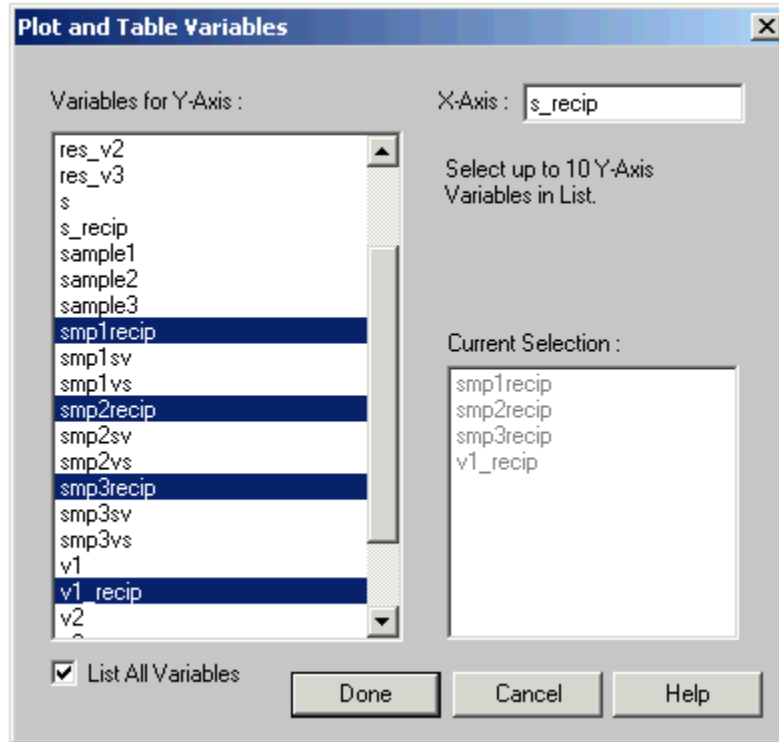 Plot and Table Variables
Variables for Y-Axis :
res_v2
res_v3
s
s_recip
sample1
sample2
sample3
smp1recip
smp1sv
smp1vs
smp2recip
smp2sv
smp2vs
smp3recip
smp3sv
smp3vs
v1
v1_recip
v2
List All Variables
X-Axis : s_recip
Select up to 10 Y-Axis
Variables in List.
Current Selection :
smp1recip
smp2recip
smp3recip
v1_recip
Done Cancel Help